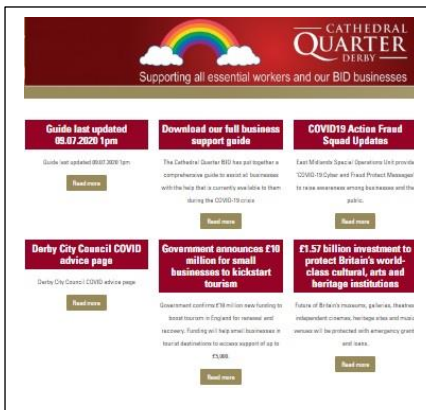 CATHEDRAL
QUARTER
DERBY
Supporting all essential workers and our BID businesses
Guide last updated
09.07.2020 1pm
Guide last updated 09.07.2020 1pm
Read more
Download our full business
support guide
The Cathedral Quarter BID has put together a
comprehensive guide to assist all businesses
with the help that is currently available to them
during the COVID-19 crisis
Read more
COVID19 Action Fraud
Squad Updates
East Midlands Special Operations Unit provide
'COVID-19 Cyber and Fraud Protect Messages'
to raise awareness among businesses and the
public.
Read more
Derby City Council COVID
advice page
Derby City Council COVID advice page
Read more
Government announces £10
million for small
businesses to kickstart
tourism
Government confirms £10 million new funding to
boost tourism in England for renewal and
recovery. Funding will help small businesses in
tourist destinations to access support of up to
£5,000.
Read more
£1.57 billion investment to
protect Britain's world-
class cultural, arts and
heritage institutions
Future of Britain's museums, galleries, theatres
independent cinemas, heritage sites and music
venues will be protected with emergency grant
and loans.
Read more